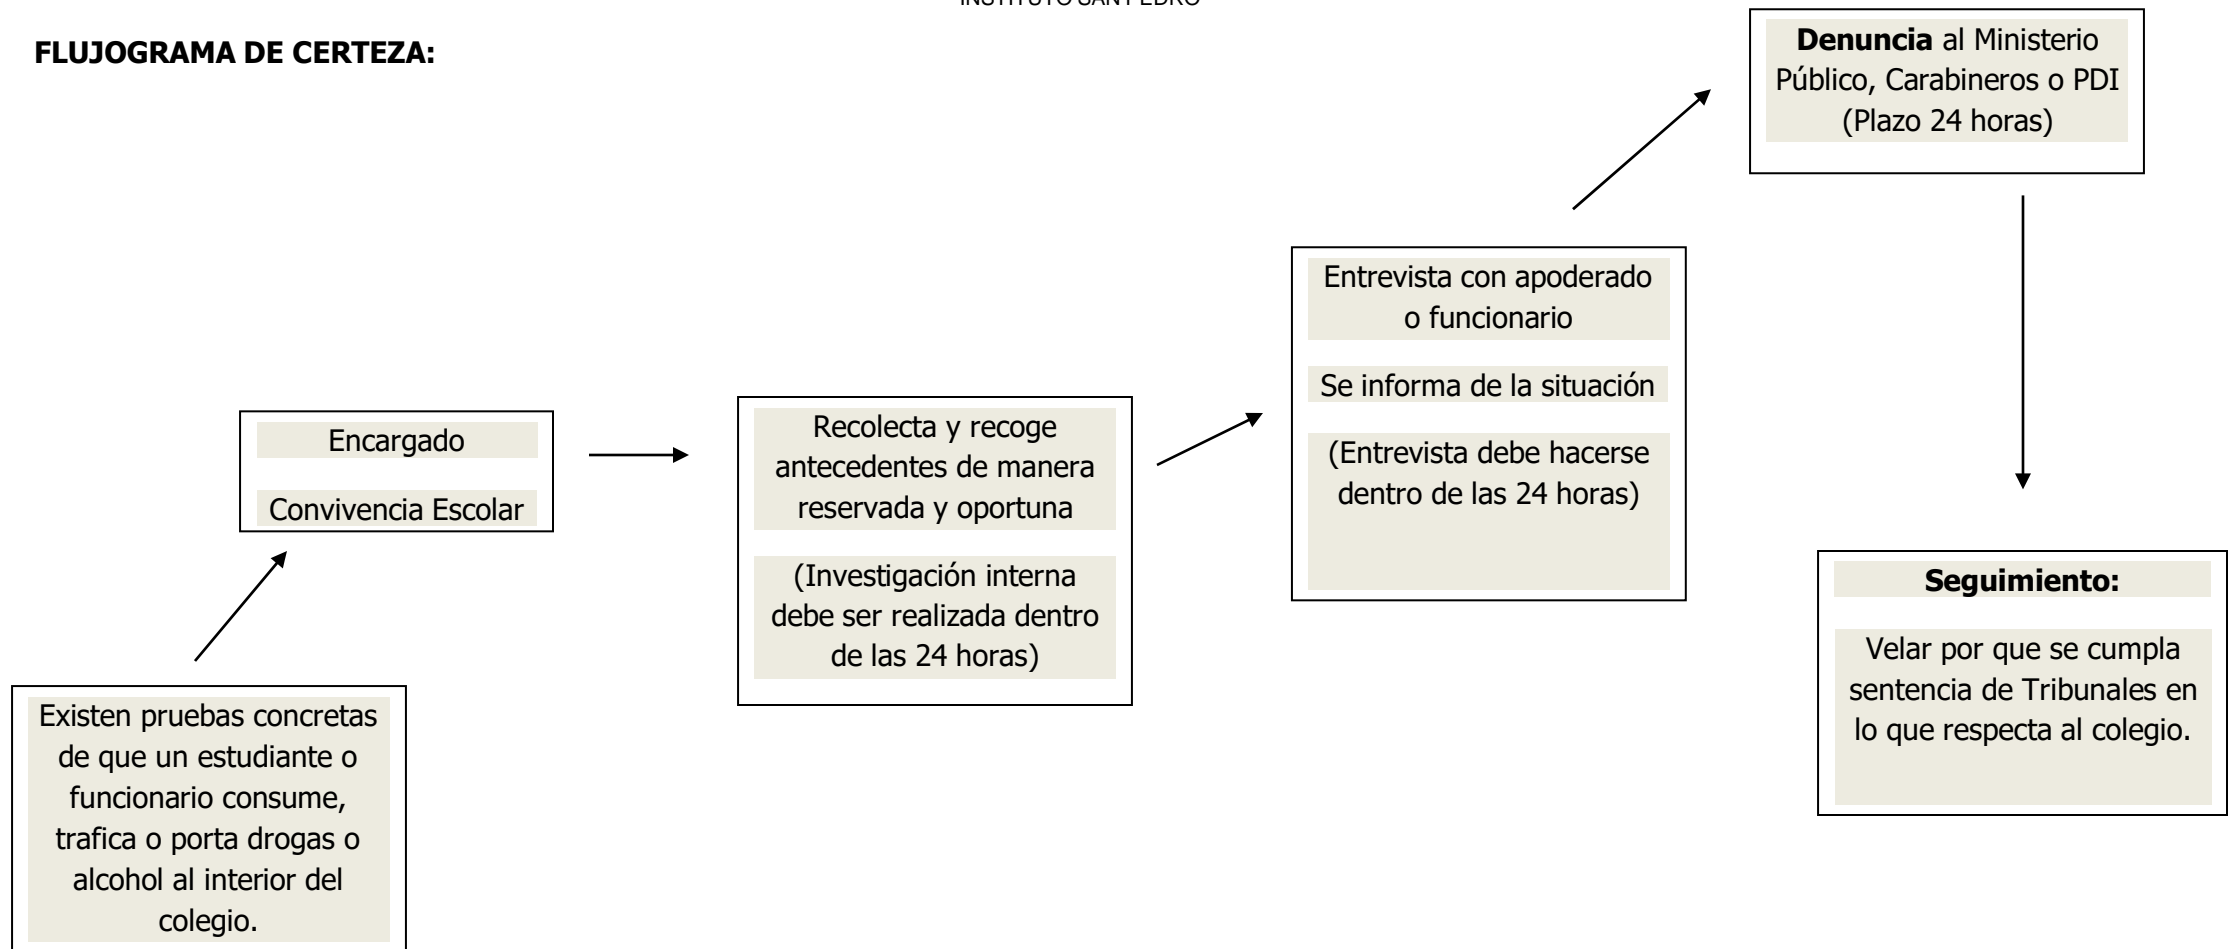 INSTITUTO SAN PEDRO
FLUJOGRAMA DE CERTEZA:
Existen pruebas concretas
de que un estudiante o
funcionario consume,
trafica o porta drogas o
alcohol al interior del
colegio.
Encargado
Convivencia Escolar
Recolecta y recoge
antecedentes de manera
reservada y oportuna
(Investigación interna
debe ser realizada dentro
de las 24 horas)
Entrevista con apoderado
o funcionario
Se informa de la situación
(Entrevista debe hacerse
dentro de las 24 horas)
Denuncia al Ministerio
Público, Carabineros o PDI
(Plazo 24 horas)
Seguimiento:
Velar por que se cumpla
sentencia de Tribunales en
lo que respecta al colegio.